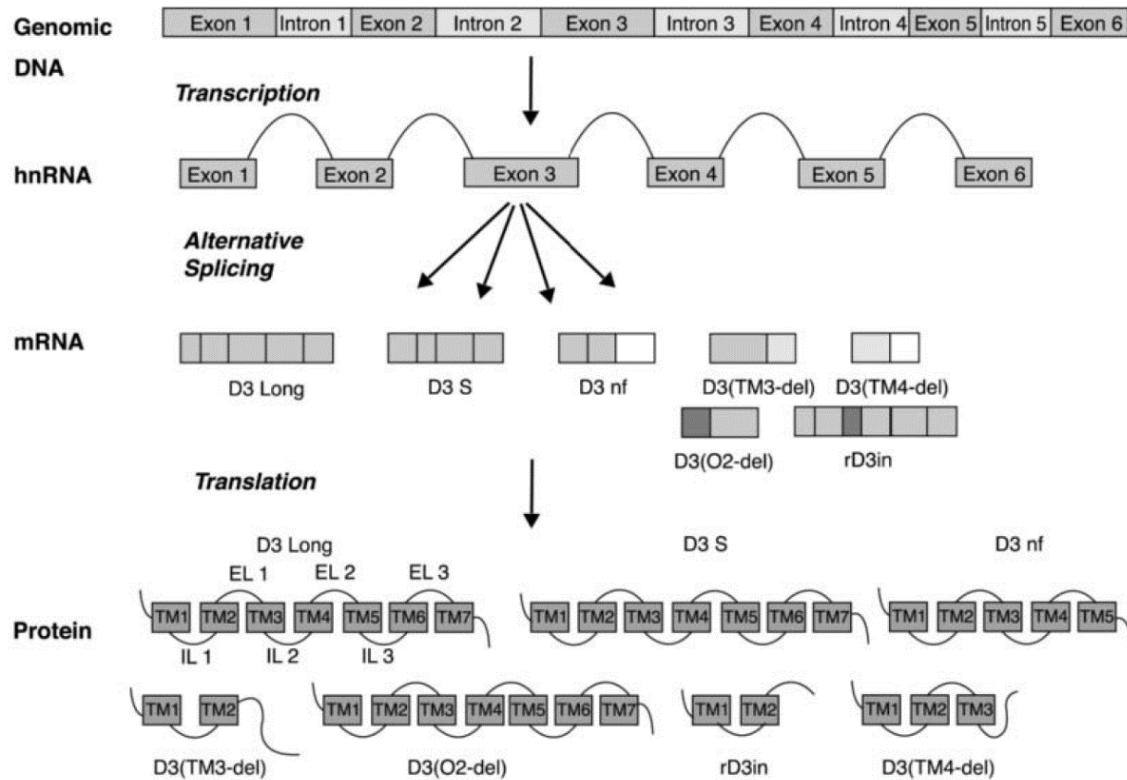 Genomic DNA
Exon 1 Intron 1 Exon 2 Intron 2 Exon 3 Intron 3 Exon 4 Intron 4 Exon 5 Intron 5 Exon 6
Transcription
hnRNA
Exon 1 Exon 2 Exon 3 Exon 4 Exon 5 Exon 6
Alternative
Splicing
mRNA
D3 Long D3 S D3 nf D3(TM3-del) D3(TM4-del)
D3(O2-del) rD3in
Translation
D3 Long D3 S D3 nf
EL 1 EL 2 EL 3
Protein
TM1 TM2 TM3 TM4 TM5 TM6 TM7 TM1 TM2 TM3 TM4 TM5 TM6 TM7 TM1 TM2 TM3 TM4 TM5
IL 1 IL 2 IL 3
TM1 TM2 TM1 TM2 TM3 TM4 TM5 TM6 TM7 TM1 TM2 TM1 TM2 TM3
D3(TM3-del) D3(O2-del) rD3in D3(TM4-del)